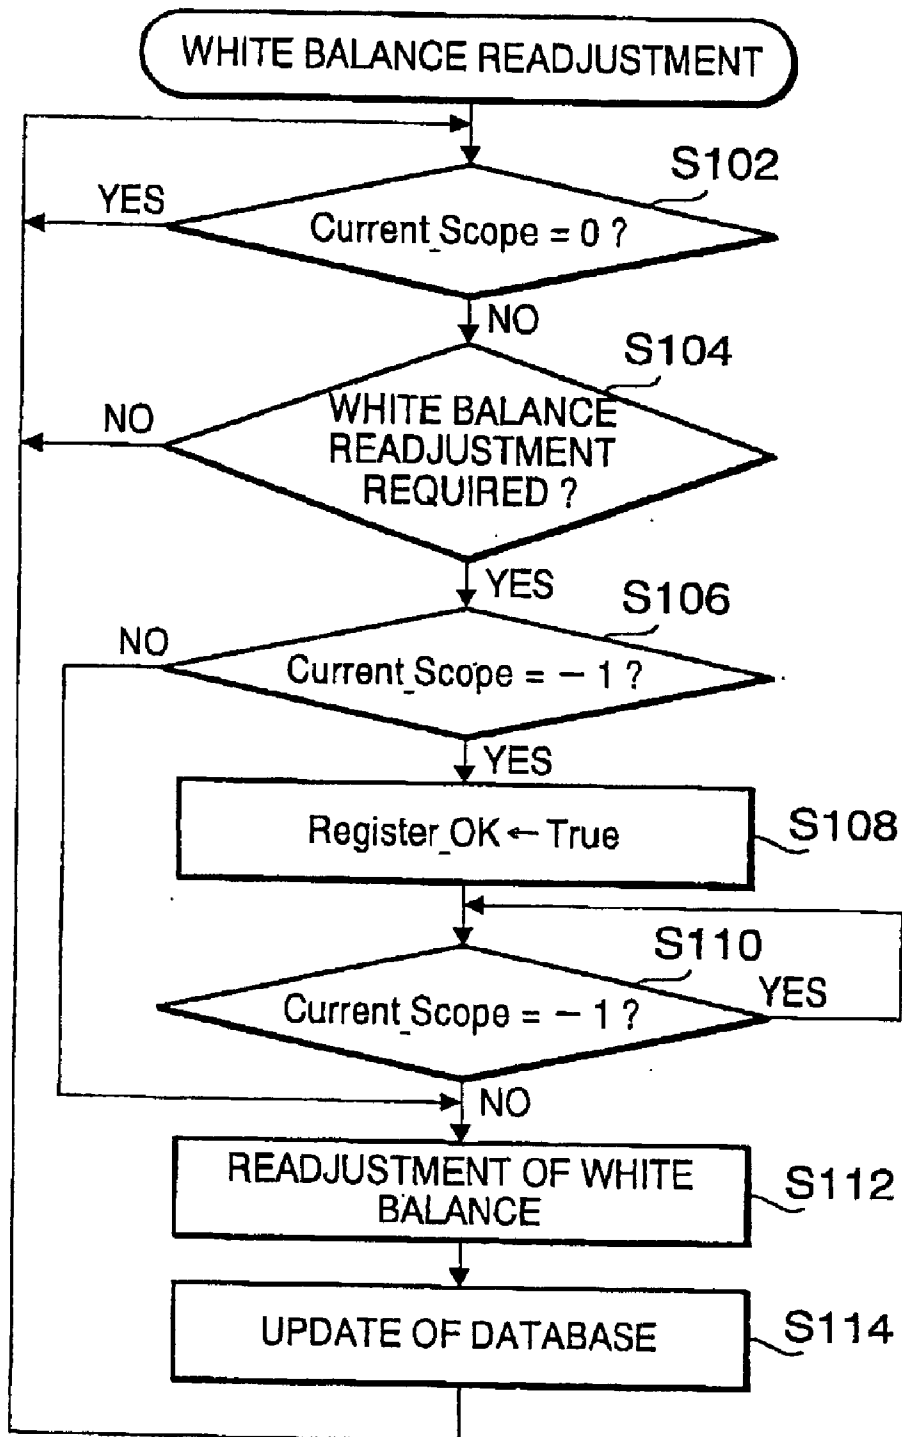 WHITE BALANCE READJUSTMENT
S102
YES
Current_Scope = 0 ?
NO
S104
NO
WHITE BALANCE
READJUSTMENT
REQUIRED ?
YES
S106
NO
Current_Scope = − 1 ?
YES
Register_OK ← True
S108
S110
Current_Scope = − 1 ?
YES
NO
READJUSTMENT OF WHITE
BALANCE
S112
UPDATE OF DATABASE
S114